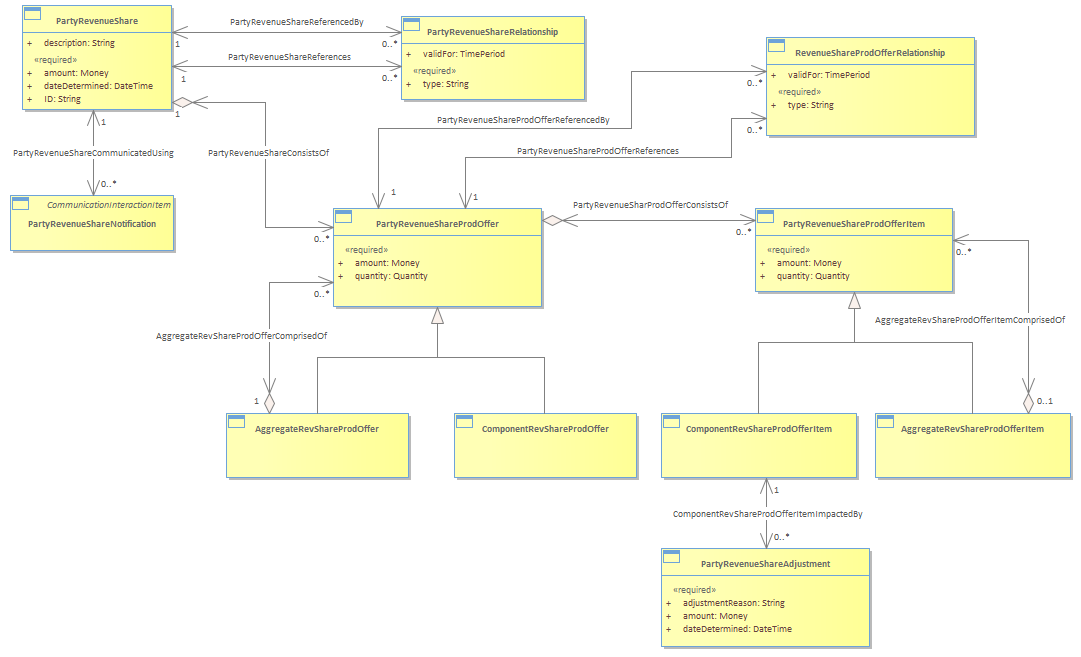 PartyRevenueShare
+ description: String
«required»
+ amount: Money
+ dateDetermined: DateTime
+ ID: String
PartyRevenueShareReferencedBy
1
0..*
PartyRevenueShareReferences
1
0..*
PartyRevenueShareRelationship
+ validFor: TimePeriod
«required»
+ type: String
RevenueShareProdOfferRelationship
+ validFor: TimePeriod
«required»
+ type: String
0..*
0..*
1
1
PartyRevenueShareProdOfferReferencedBy
PartyRevenueShareCommunicatedUsing
PartyRevenueShareConsistsOf
PartyRevenueShareProdOfferReferences
0..*
1
1
CommunicationInteractionItem
PartyRevenueShareNotification
PartyRevenueSharProdOfferConsistsOf
0..*
0..*
PartyRevenueShareProdOffer
«required»
+ amount: Money
+ quantity: Quantity
0..*
PartyRevenueShareProdOfferItem
«required»
+ amount: Money
+ quantity: Quantity
0..*
AggregateRevShareProdOfferComprisedOf
AggregateRevShareProdOfferItemComprisedOf
1
0..1
AggregateRevShareProdOffer
ComponentRevShareProdOffer
ComponentRevShareProdOfferItem
AggregateRevShareProdOfferItem
1
ComponentRevShareProdOfferItemImpactedBy
0..*
PartyRevenueShareAdjustment
«required»
+ adjustmentReason: String
+ amount: Money
+ dateDetermined: DateTime